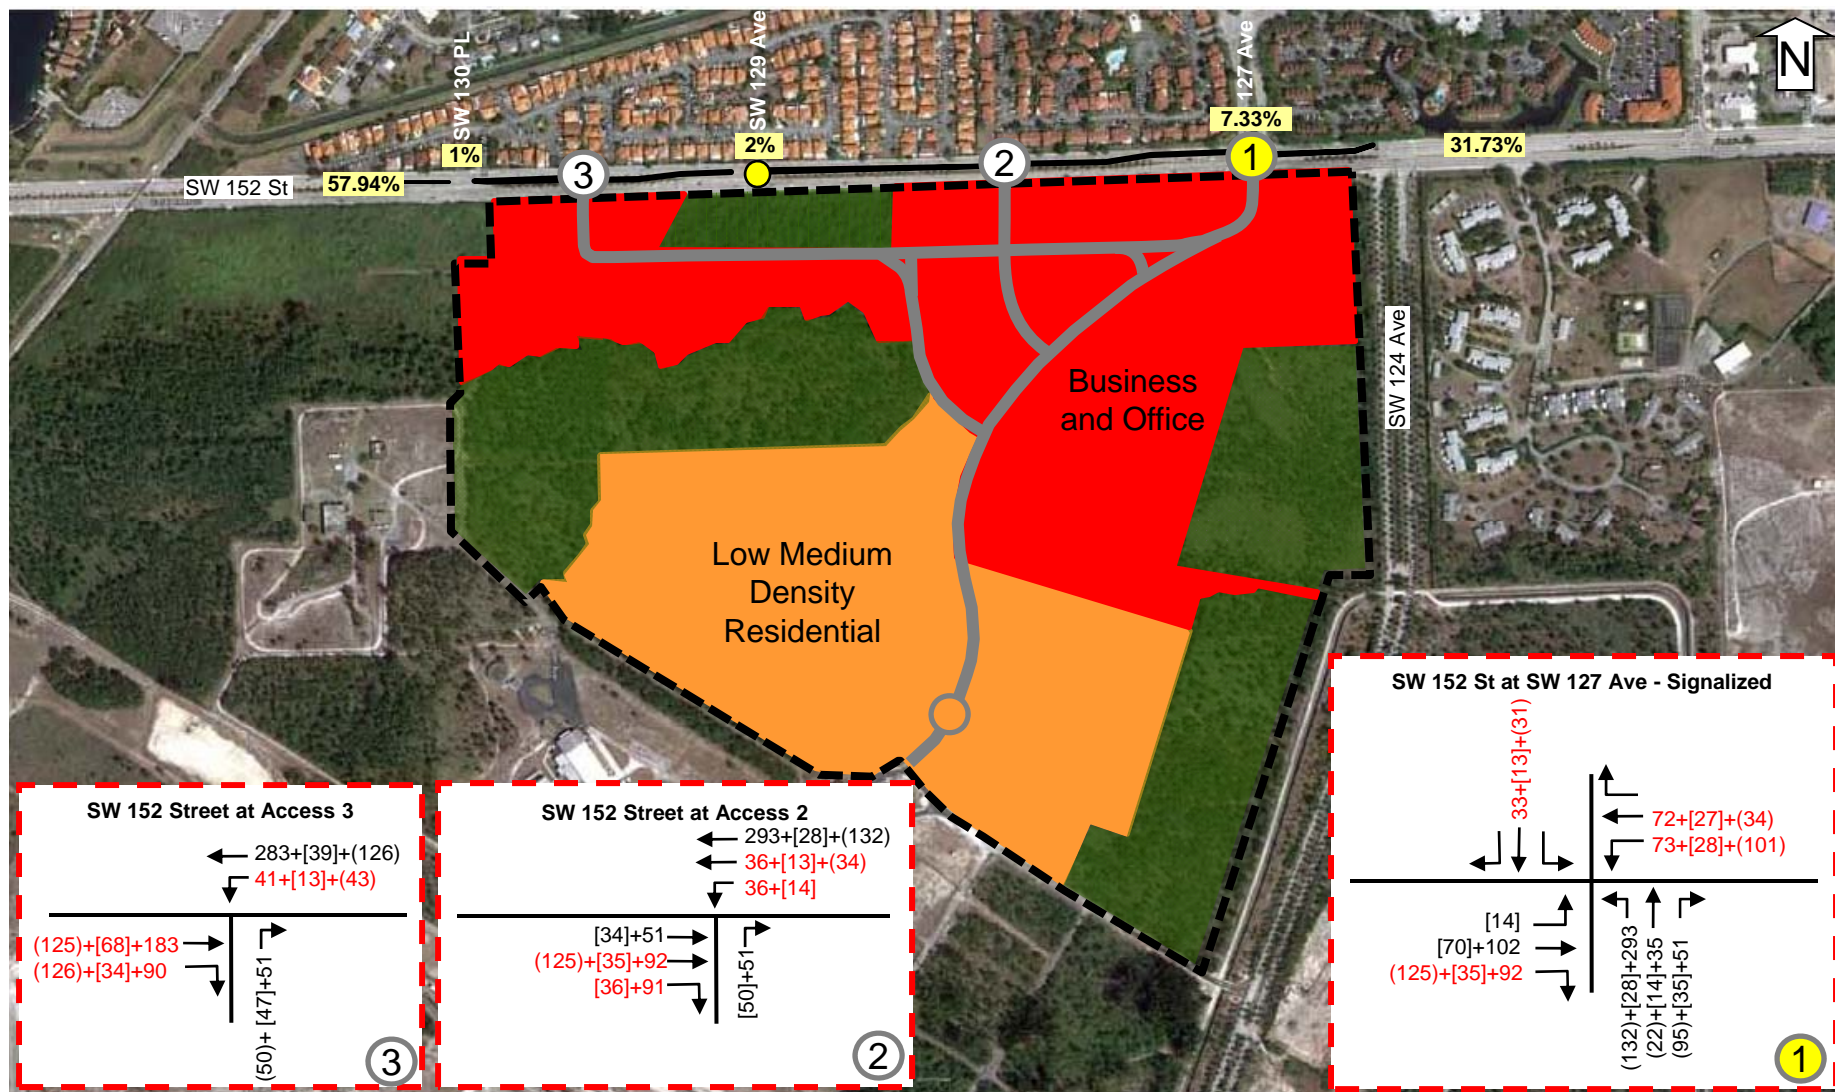 N
SW 130 PL
SW 129 Ave
127 Ave
7.33%
1%
2%
31.73%
SW 152 St
57.94%
3
2
1
SW 124 Ave
Business
and Office
Low Medium
Density
Residential
SW 152 Street at Access 3
283+[39]+(126)
41+[13]+(43)
(125)+[68]+183
(126)+[34]+90
(50)+ [47]+51
3
SW 152 Street at Access 2
293+[28]+(132)
36+[13]+(34)
36+[14]
[34]+51
(125)+[35]+92
[36]+91
[50]+51
2
SW 152 St at SW 127 Ave - Signalized
33+[13]+(31)
72+[27]+(34)
73+[28]+(101)
[14]
[70]+102
(125)+[35]+92
(132)+[28]+293
(22)+[14]+35
(95)+[35]+51
1